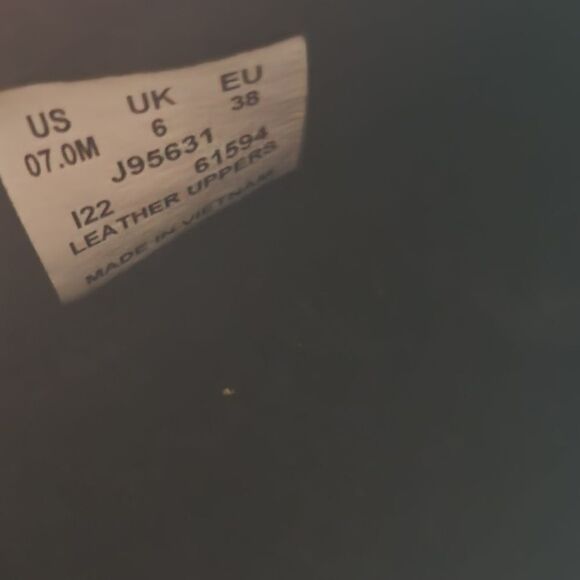 US UK EU
07.0M 6 38
J95631
I22 61594
LEATHER UPPERS
MADE IN VIETNAM